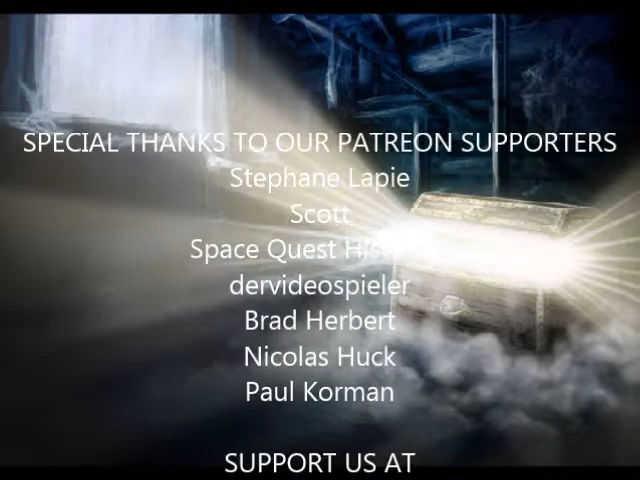 SPECIAL THANKS TO OUR PATREON SUPPORTERS
Stephane Lapie
Scott
Space Quest
dervideospieler
Brad Herbert
Nicolas Huck
Paul Korman
SUPPORT US AT